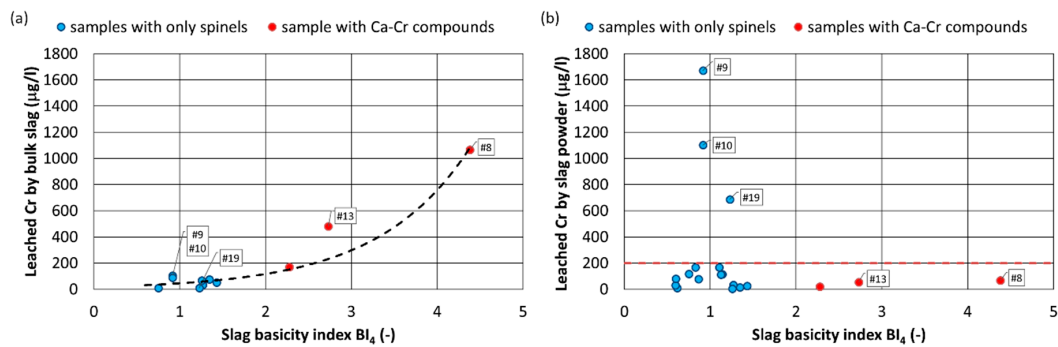 (a)
samples with only spinels
sample with Ca-Cr compounds
Leached Cr by bulk slag (µg/l)
1800
1600
1400
1200
1000
800
600
400
200
0
#8
#13
#9
#10
#19
0 1 2 3 4 5
Slag basicity index BI4 (-)
(b)
samples with only spinels
samples with Ca-Cr compounds
Leached Cr by slag powder (µg/l)
1800
1600
1400
1200
1000
800
600
400
200
0
#9
#10
#19
#13
#8
0 1 2 3 4 5
Slag basicity index BI4 (-)